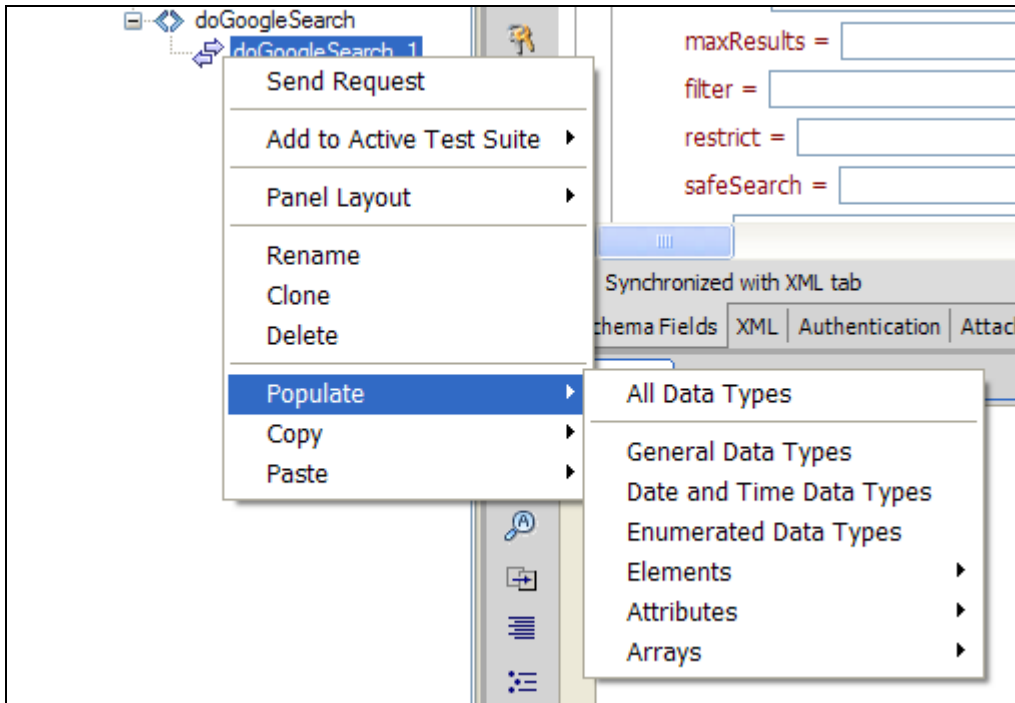 doGoogleSearch
doGoogleSearch_1
Send Request
Add to Active Test Suite
Panel Layout
Rename
Clone
Delete
Populate
Copy
Paste
maxResults =
filter =
restrict =
safeSearch =
Synchronized with XML tab
hema Fields XML Authentication Attac
All Data Types
General Data Types
Date and Time Data Types
Enumerated Data Types
Elements
Attributes
Arrays